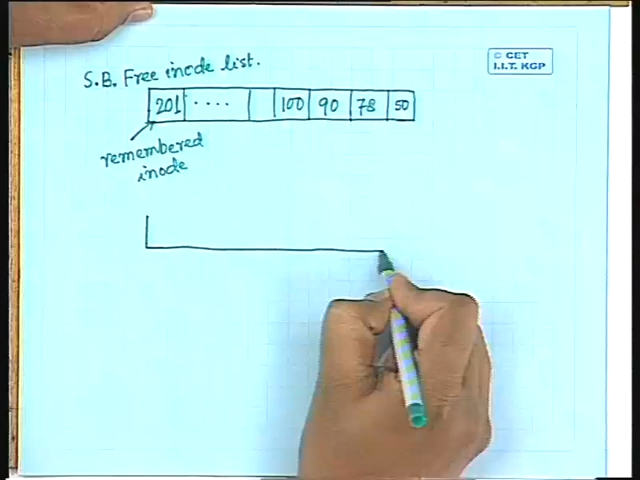 © CET
I.I.T. KGP
S.B. Free inode list.
201 .... 100 90 78 50
remembered
inode